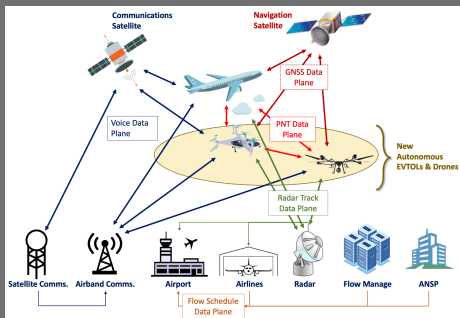 Communications
Satellite
Navigation
Satellite
GNSS Data
Plane
Voice Data
Plane
PNT Data
Plane
New
Autonomous
EVTOLs & Drones
Radar Track
Data Plane
Satellite Comms.
Airband Comms.
Airport
Airlines
Radar
Flow Manage
ANSP
Flow Schedule
Data Plane